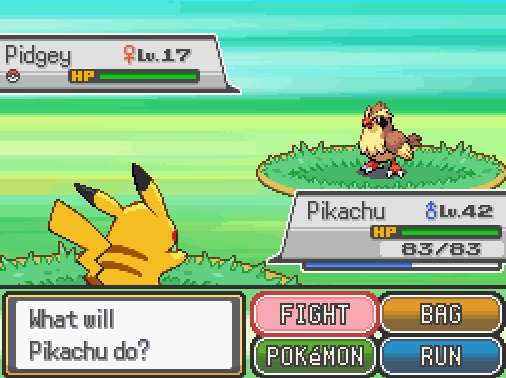 Pidgey ♀Lv.17
HP
Pikachu ♂Lv.42
HP
83/83
What will
Pikachu do?
FIGHT
BAG
POKéMON
RUN